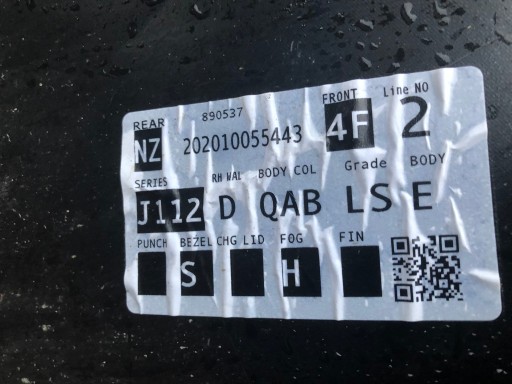 890537
REAR FRONT Line NO
NZ 202010055443 4F 2
SERIES RH WAL BODY COL Grade BODY
J112 D QAB LS E
PUNCH BEZEL CHG LID FOG FIN
S H